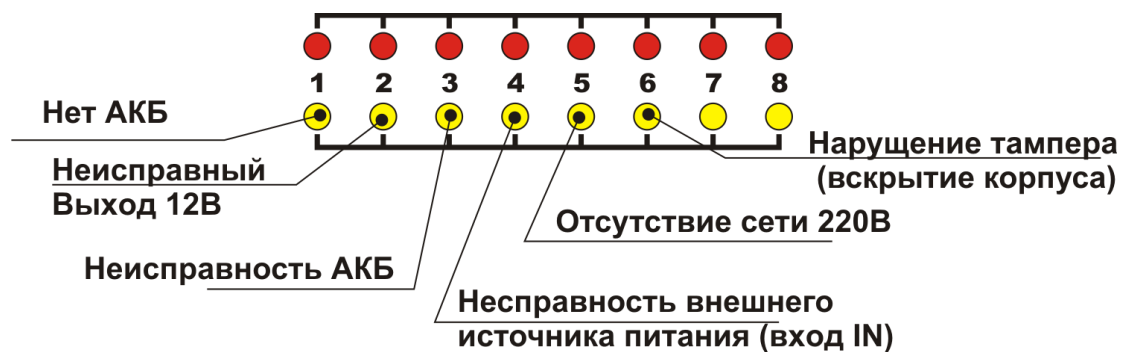 1 2 3 4 5 6 7 8
Нет АКБ
Неисправный
Выход 12В
Неисправность АКБ
Несправность внешнего
источника питания (вход IN)
Отсутствие сети 220В
Нарущение тампера
(вскрытие корпуса)